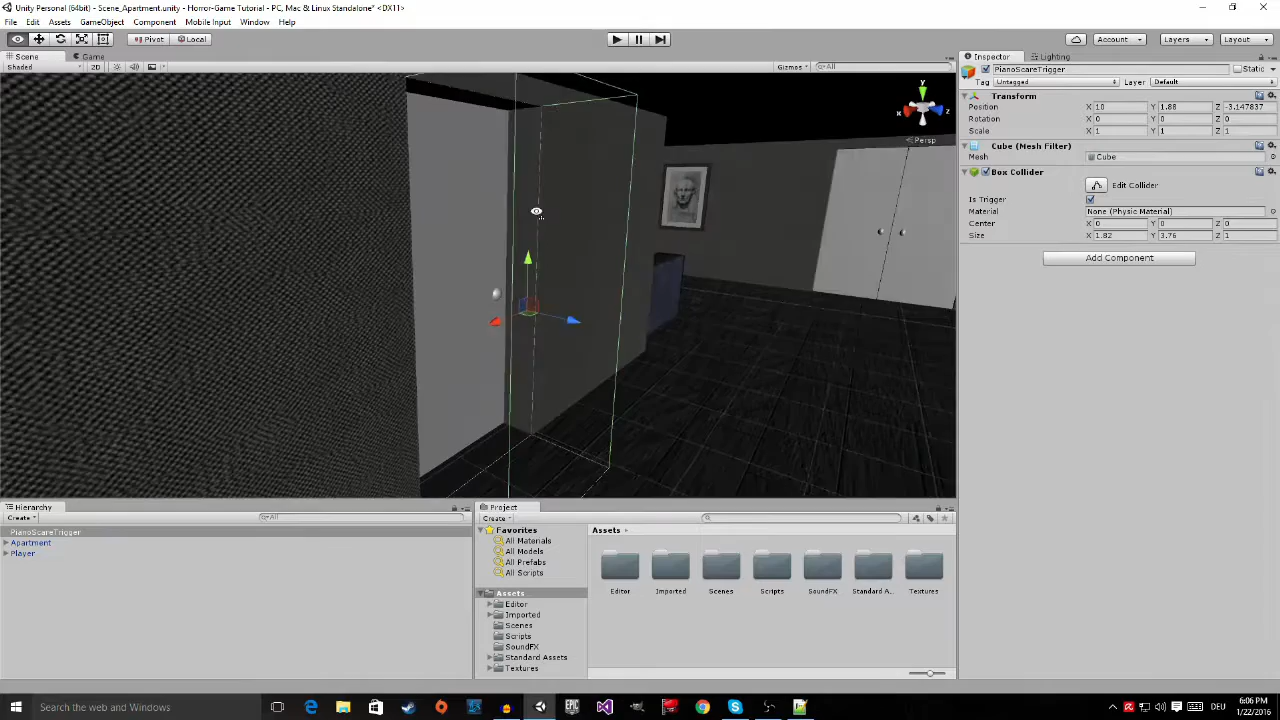 Unity Personal (64bit) - Scene_Apartment.unity - Horror-Game Tutorial - PC, Mac & Linux Standalone* <DX11>
File Edit Assets GameObject Component Mobile Input Window Help
Pivot Local Account Layers Layout
Scene Game Inspector Lighting
Shaded 2D Gizmos All
PianoScareTrigger Static
Tag Untagged Layer Default
Transform
Position X 10 Y 1.88 Z -3.147837
Rotation X 0 Y 0 Z 0
Scale X 1 Y 1 Z 1
Cube (Mesh Filter)
Mesh Cube
Box Collider
Edit Collider
Is Trigger
Material None (Physic Material)
Center X 0 Y 0 Z 0
Size X 1.82 Y 3.76 Z 1
Add Component
y
x z
Persp
Hierarchy
Create All
PianoScareTrigger
Apartment
Player
Project
Create
Favorites
All Materials
All Models
All Prefabs
All Scripts
Assets
Editor
Imported
Scenes
Scripts
SoundFX
Standard Assets
Textures
Assets
Editor Imported Scenes Scripts SoundFX Standard A... Textures
Search the web and Windows
DEU 6:06 PM
1/22/2016